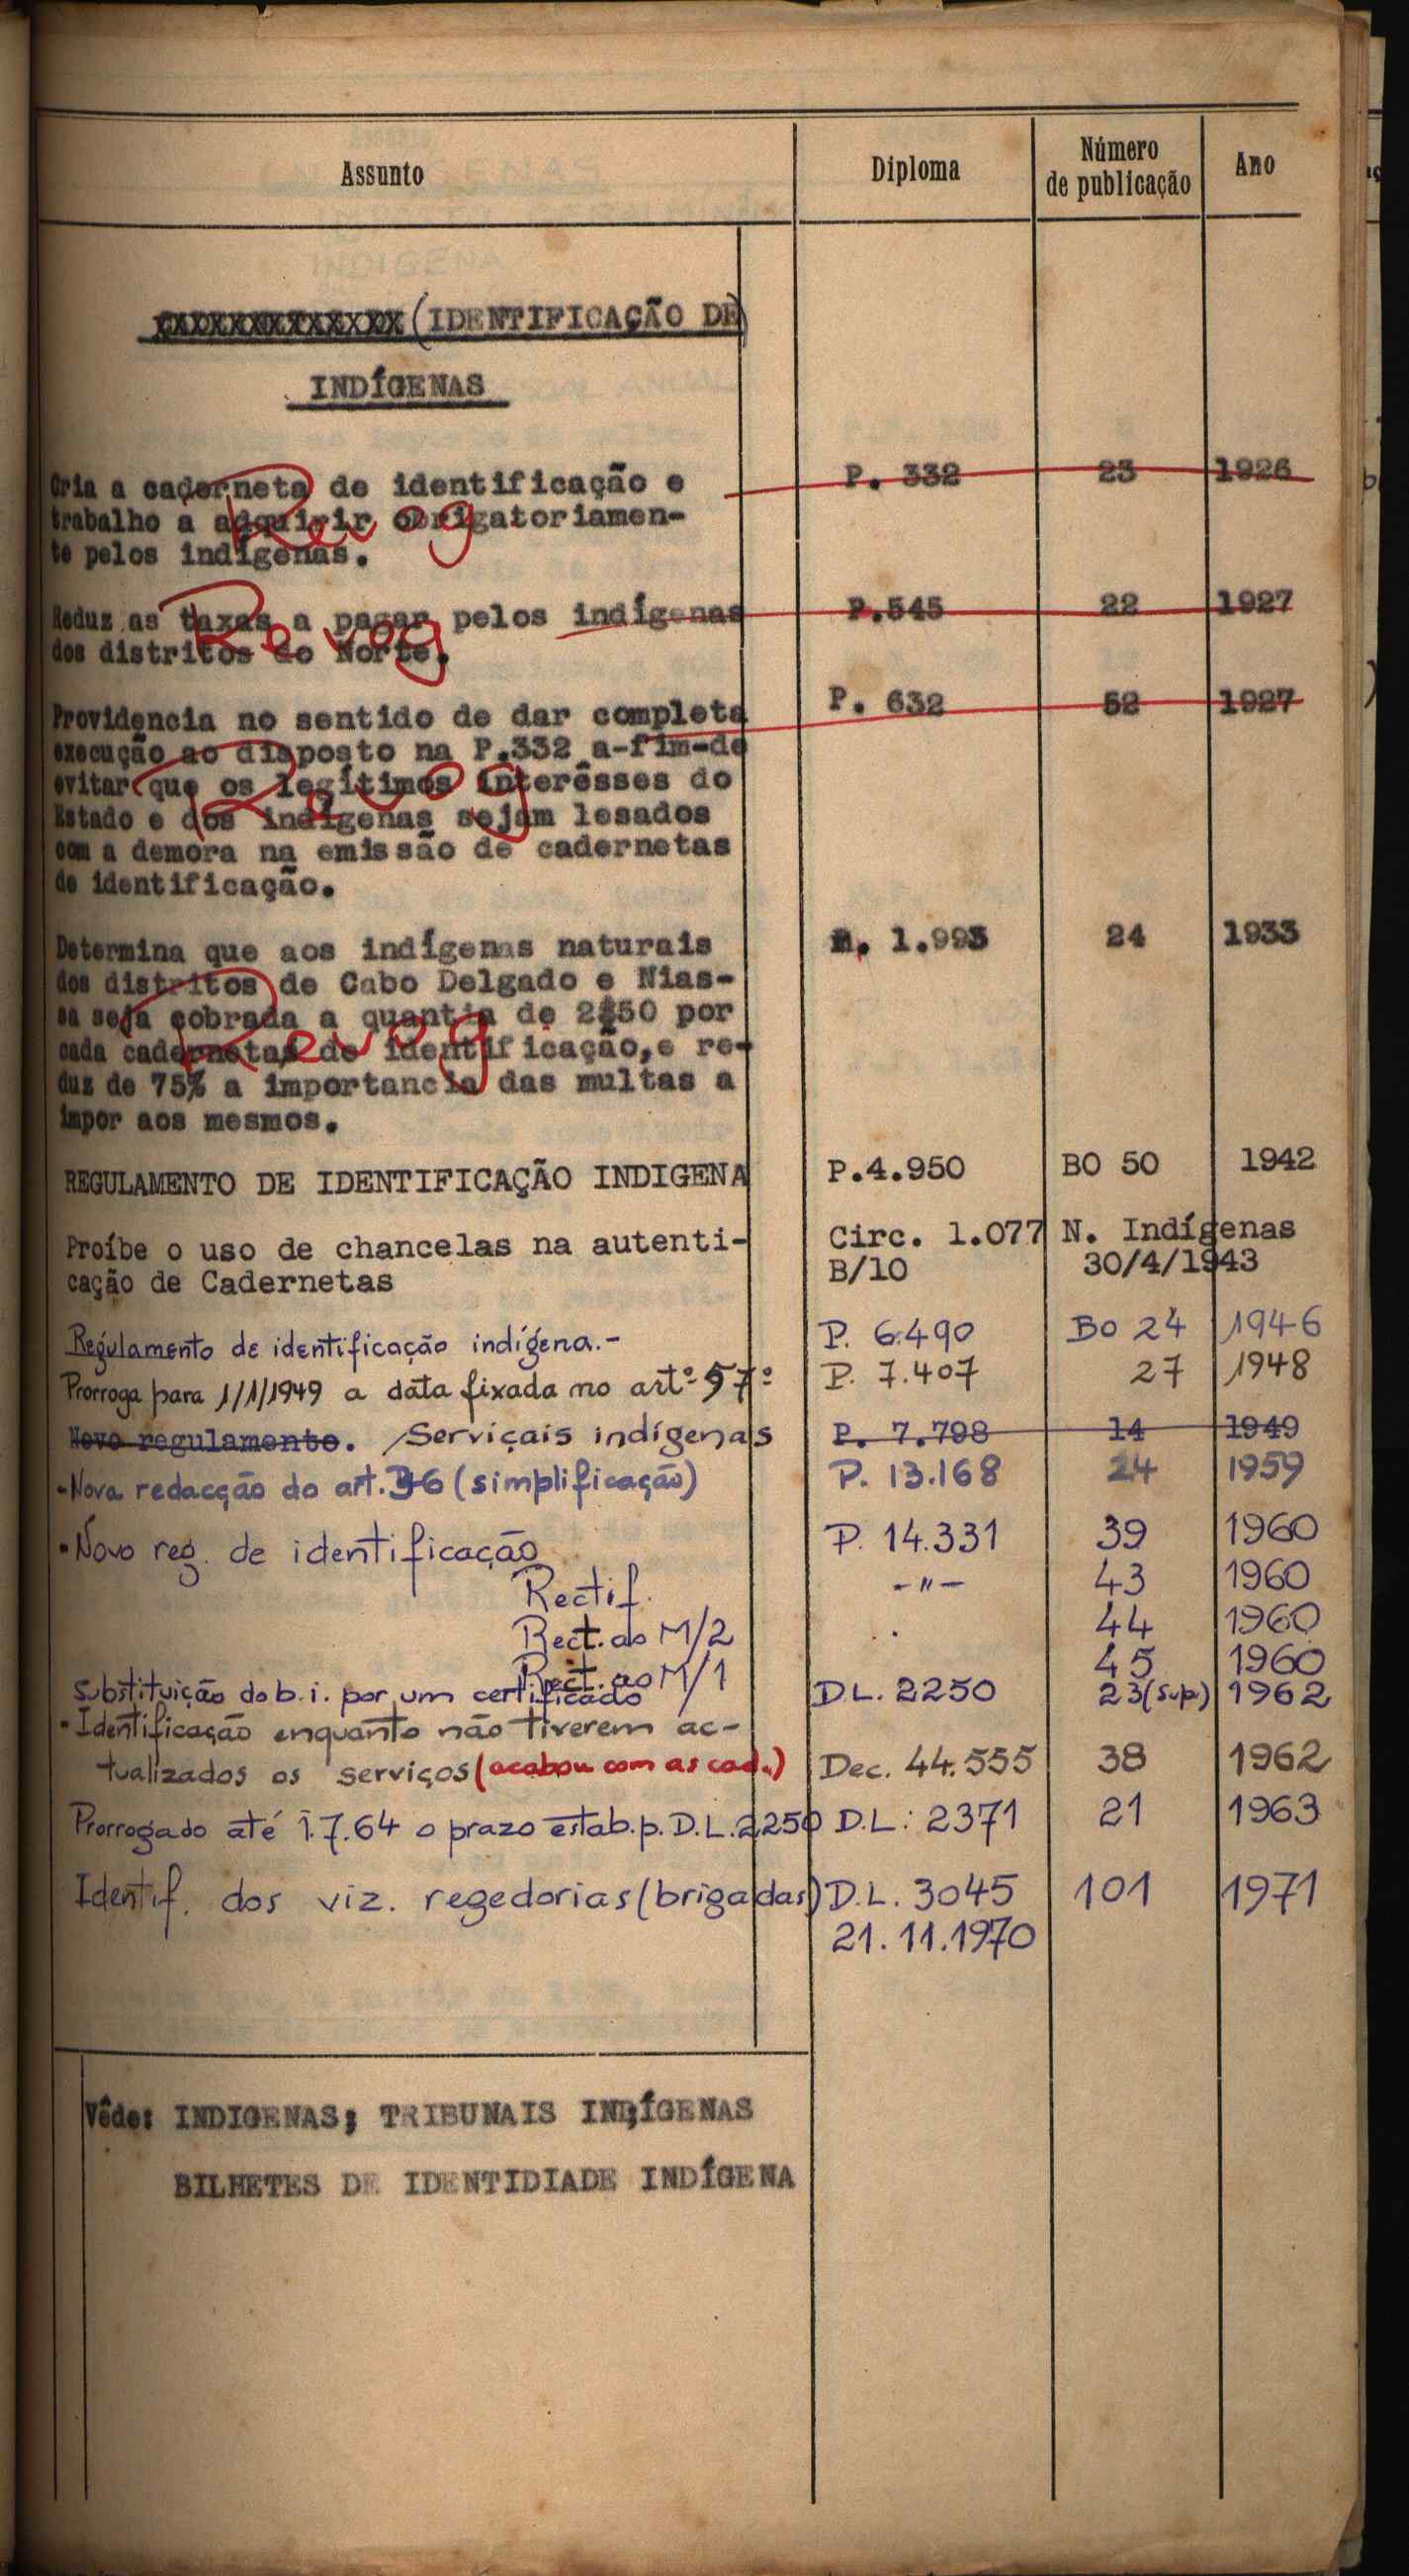 Assunto Diploma Número de publicação Ano
(IDENTIFICAÇÃO DE)
INDÍGENAS
Cria a caderneta de identificação e P. 332 23 1926
trabalho a adquirir obrigatoriamen-
te pelos indígenas.
Revog
Reduz as taxas a pagar pelos indígenas P.545 22 1927
dos distritos do Norte.
Revog
Providencia no sentido de dar completa P. 632 52 1927
execução ao disposto na P.332 a-fim-de
evitar que os legítimos interêsses do
Estado e dos indígenas sejam lesados
com a demora na emissão de cadernetas
de identificação.
Revog
Determina que aos indígenas naturais 1.993 24 1933
dos distritos de Cabo Delgado e Nias-
sa seja cobrada a quantia de 2$50 por
cada caderneta, de identificação,e re-
duz de 75% a importancia das multas a
impor aos mesmos.
Revog
REGULAMENTO DE IDENTIFICAÇÃO INDIGENA P.4.950 BO 50 1942
Proíbe o uso de chancelas na autenti- Circ. 1.077 N. Indígenas
cação de Cadernetas B/10 30/4/1943
Regulamento de identificação indígena.- P. 6.490 BO 24 1946
Prorroga para 1/1/1949 a data fixada no artº 57º P. 7.407 27 1948
Novo regulamento. Serviçais indígenas P. 7.798 14 1949
•Nova redacção do art. 36 (simplificação) P. 13.168 24 1959
•Novo reg. de identificação P. 14.331 39 1960
Rectif. -"- 43 1960
Rect. ao M/2 . 44 1960
Rect. ao M/1 45 1960
Substituição do b.i. por um certificado D.L. 2250 23(Sup.) 1962
•Identificação enquanto não tiverem ac-
tualizados os serviços (acabou com as cad.) Dec. 44.555 38 1962
Prorrogado até 1.7.64 o prazo estab.p.D.L.2250 D.L: 2371 21 1963
Identif. dos viz. regedorias (brigadas) D.L. 3045 101 1971
21.11.1970
Vêde: INDIGENAS; TRIBUNAIS INDÍGENAS
BILHETES DE IDENTIDIADE INDÍGENA